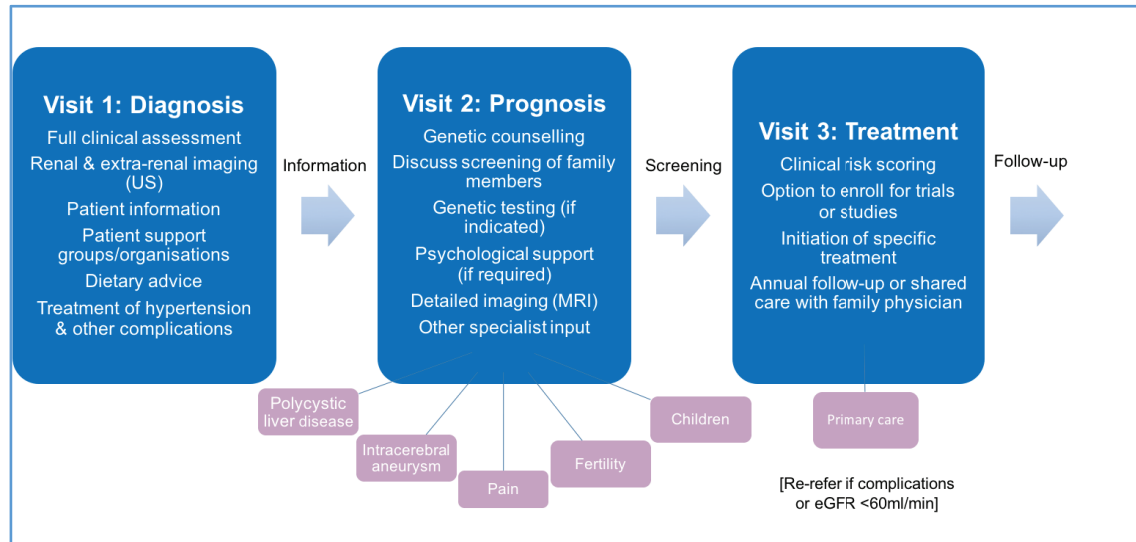 Visit 1: Diagnosis
Full clinical assessment
Renal & extra-renal imaging
(US)
Patient information
Patient support
groups/organisations
Dietary advice
Treatment of hypertension
& other complications
Information
Visit 2: Prognosis
Genetic counselling
Discuss screening of family
members
Genetic testing (if
indicated)
Psychological support
(if required)
Detailed imaging (MRI)
Other specialist input
Screening
Visit 3: Treatment
Clinical risk scoring
Option to enroll for trials
or studies
Initiation of specific
treatment
Annual follow-up or shared
care with family physician
Follow-up
Polycystic
liver disease
Intracerebral
aneurysm
Pain
Fertility
Children
Primary care
[Re-refer if complications
or eGFR <60ml/min]